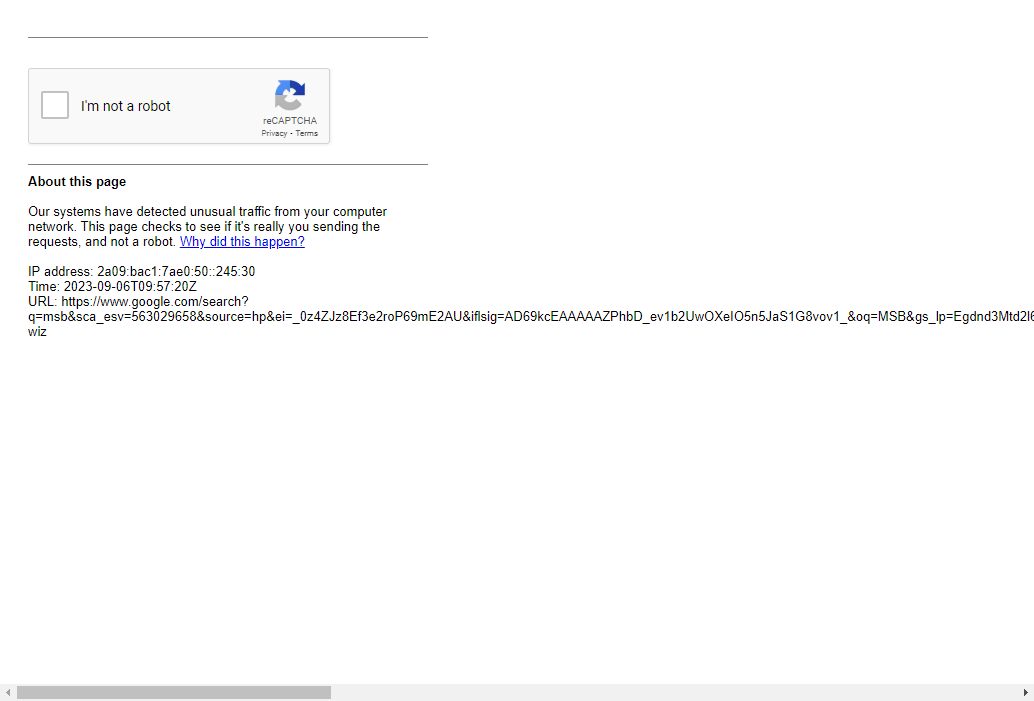 I'm not a robot
reCAPTCHA
Privacy - Terms
About this page
Our systems have detected unusual traffic from your computer
network. This page checks to see if it's really you sending the
requests, and not a robot. Why did this happen?
IP address: 2a09:bac1:7ae0:50::245:30
Time: 2023-09-06T09:57:20Z
URL: https://www.google.com/search?
q=msb&sca_esv=563029658&source=hp&ei=_0z4ZJz8Ef3e2roP69mE2AU&iflsig=AD69kcEAAAAAZPhbD_ev1b2UwOXeIO5n5JaS1G8vov1_&oq=MSB&gs_lp=Egdnd3Mtd2l6
wiz